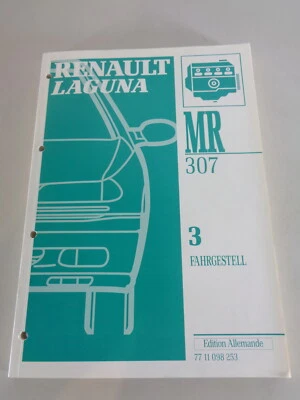 RENAULT
LAGUNA
MR
307
3
FAHRGESTELL
Edition Allemande
77 11 098 253